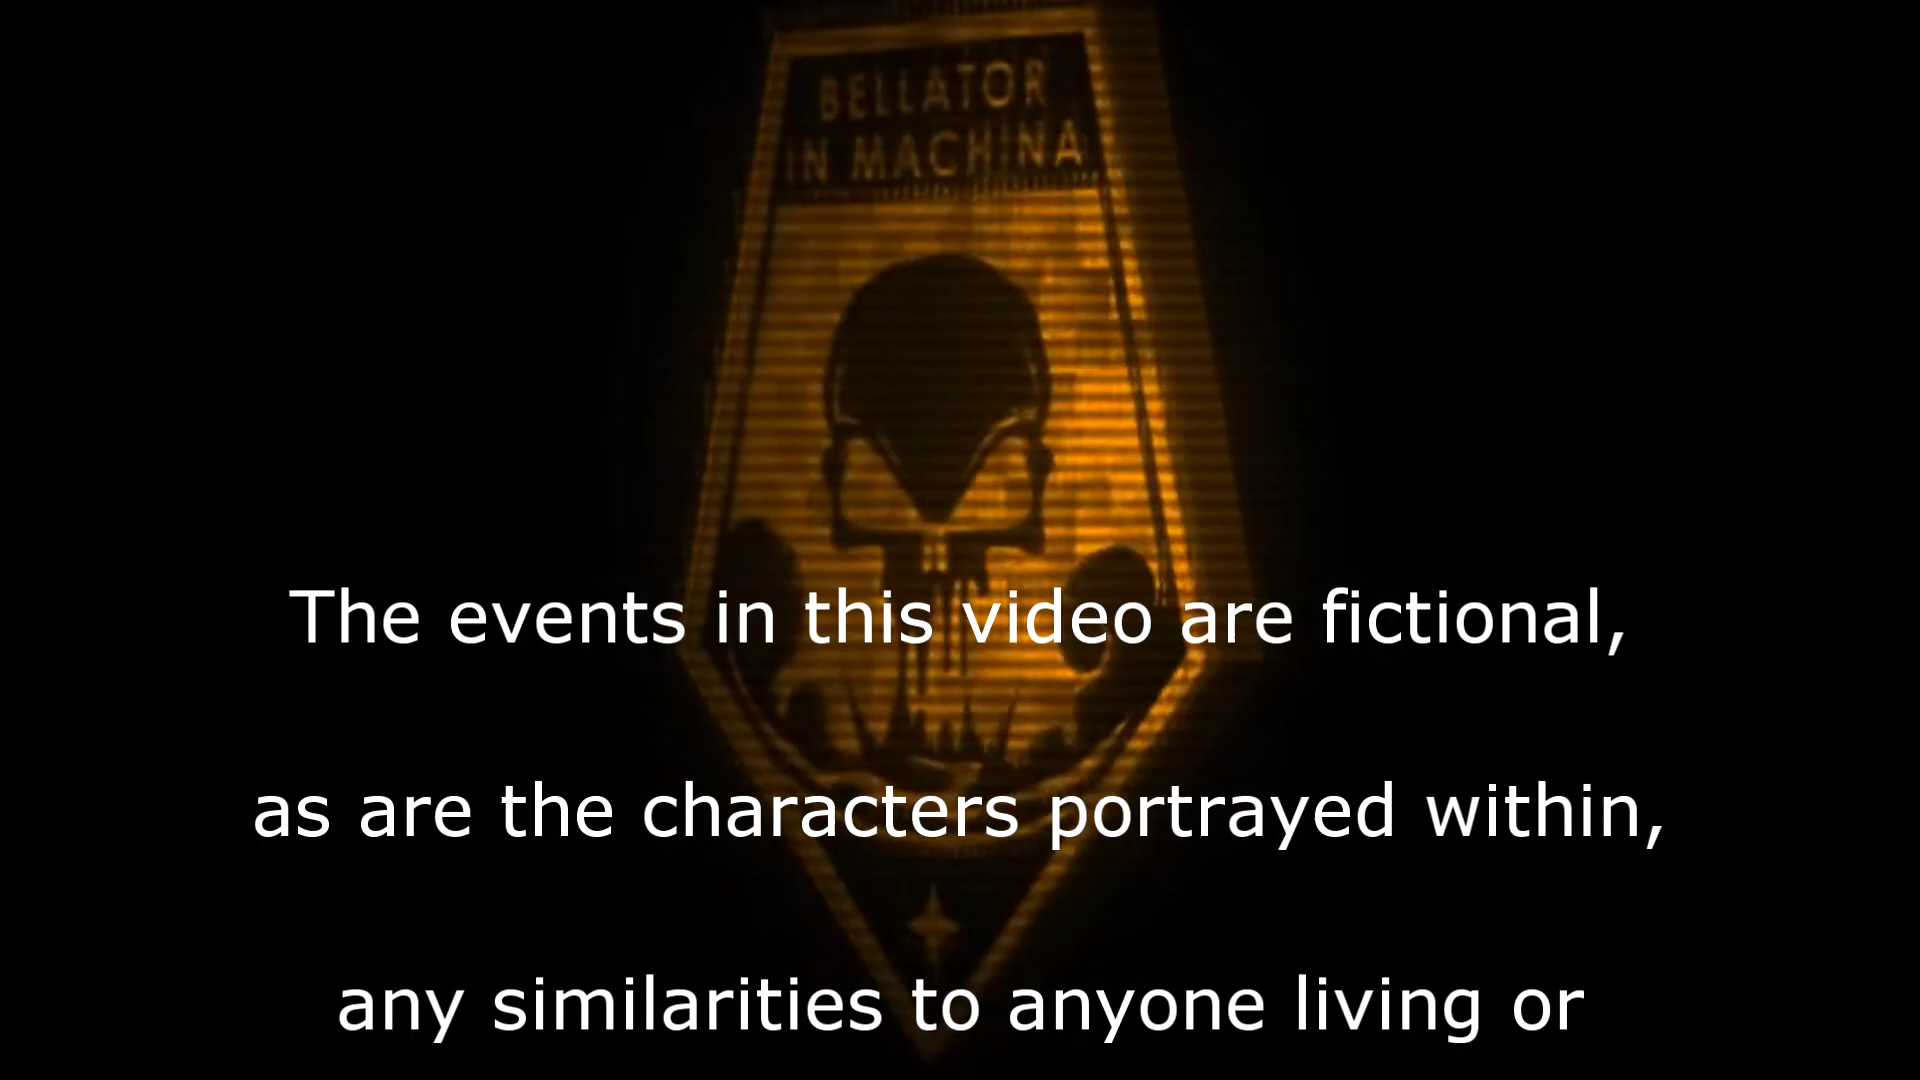 BELLATOR
IN MACHINA
The events in this video are fictional,
as are the characters portrayed within,
any similarities to anyone living or